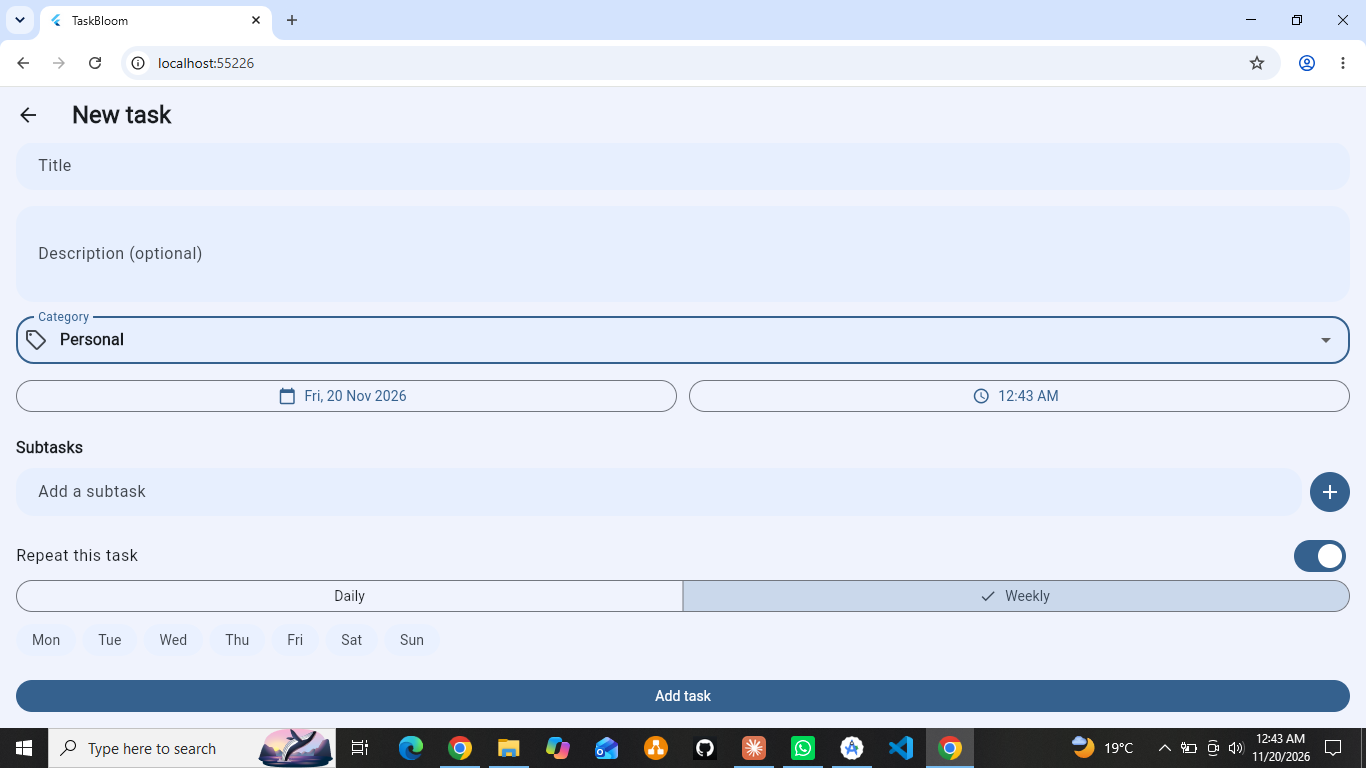 TaskBloom
localhost:55226
New task
Title
Description (optional)
Category
Personal
Fri, 20 Nov 2026
12:43 AM
Subtasks
Add a subtask
Repeat this task
Daily
Weekly
Mon Tue Wed Thu Fri Sat Sun
Add task
Type here to search
19°C
12:43 AM
11/20/2026